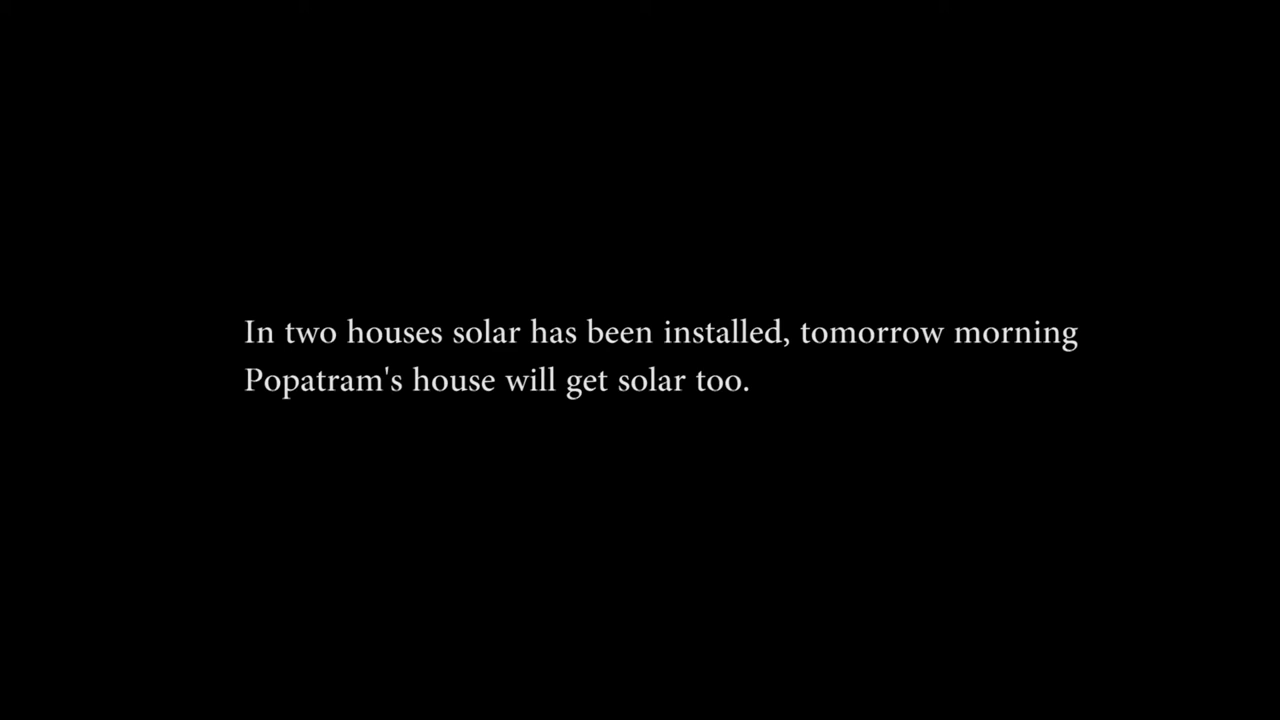 In two houses solar has been installed, tomorrow morning
Popatram's house will get solar too.